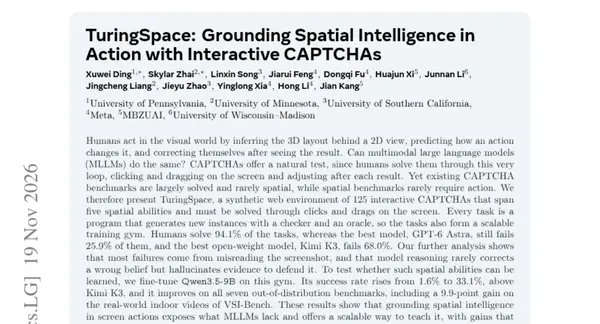 TuringSpace: Grounding Spatial Intelligence in
Action with Interactive CAPTCHAs
Xuwei Ding1,*, Skylar Zhai2,*, Linxin Song3, Jiarui Feng4, Dongqi Fu4, Huajun Xi5, Junnan Li6,
Jingcheng Liang2, Jieyu Zhao3, Yinglong Xia4, Hong Li4, Jian Kang5
1University of Pennsylvania, 2University of Minnesota, 3University of Southern California,
4Meta, 5MBZUAI, 6University of Wisconsin–Madison
Humans act in the visual world by inferring the 3D layout behind a 2D view, predicting how an action
changes it, and correcting themselves after seeing the result. Can multimodal large language models
(MLLMs) do the same? CAPTCHAs offer a natural test, since humans solve them through this very
loop, clicking and dragging on the screen and adjusting after each result. Yet existing CAPTCHA
benchmarks are largely solved and rarely spatial, while spatial benchmarks rarely require action. We
therefore present TuringSpace, a synthetic web environment of 125 interactive CAPTCHAs that span
five spatial abilities and must be solved through clicks and drags on the screen. Every task is a
program that generates new instances with a checker and an oracle, so the tasks also form a scalable
training gym. Humans solve 94.1% of the tasks, whereas the best model, GPT-6 Astra, still fails
25.9% of them, and the best open-weight model, Kimi K3, fails 68.0%. Our further analysis shows
that most failures come from misreading the screen, and that model reasoning rarely corrects
a wrong belief but hallucinates evidence to defend it. To test whether such spatial abilities can be
learned, we fine-tune Qwen3.5-9B on this gym. Its success rate rises from 1.6% to 33.1%, above
Kimi K3, and it improves on all seven out-of-distribution benchmarks, including a 9.9-point gain on
the real-world indoor videos of VSI-Bench. These results show that grounding spatial intelligence
in screen actions exposes what MLLMs lack and offers a scalable way to teach it, with gains that
cs.LG] 19 Nov 2026